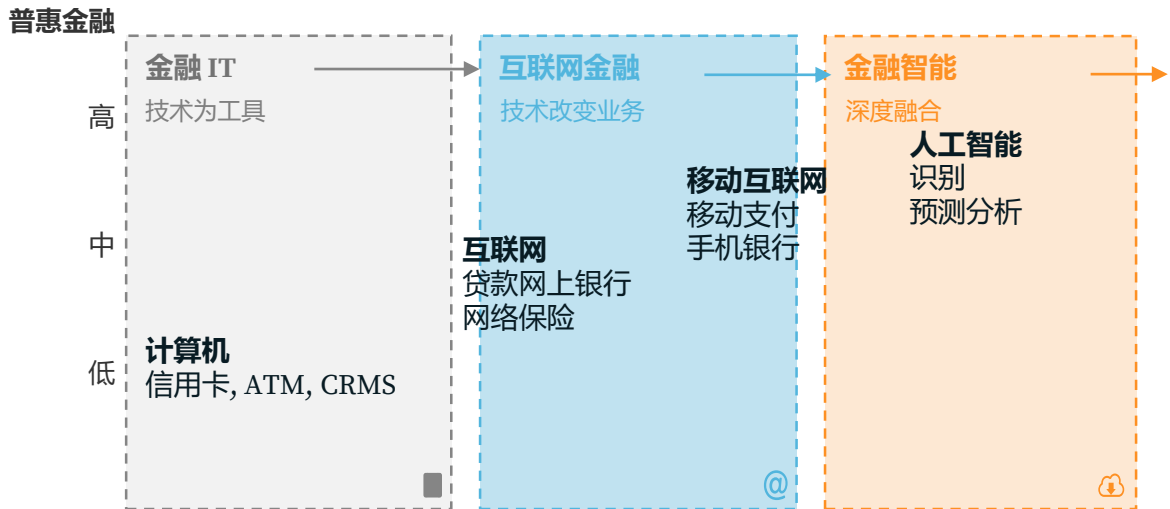 普惠金融
高
中
低
金融 IT
技术为工具
计算机
信用卡, ATM, CRMS
互联网金融
技术改变业务
互联网
贷款网上银行
网络保险
移动互联网
移动支付
手机银行
@
金融智能
深度融合
人工智能
识别
预测分析